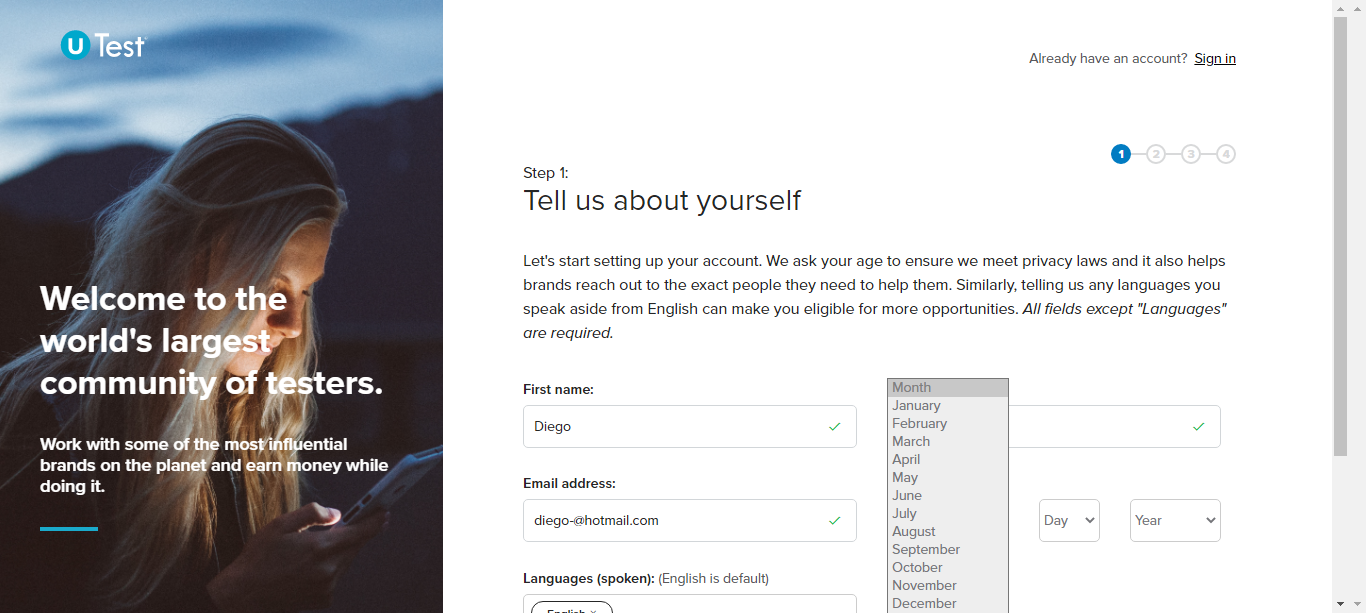 U Test
Already have an account? Sign in
1 2 3 4
Step 1:
Tell us about yourself
Let's start setting up your account. We ask your age to ensure we meet privacy laws and it also helps
brands reach out to the exact people they need to help them. Similarly, telling us any languages you
speak aside from English can make you eligible for more opportunities. All fields except "Languages"
are required.
Welcome to the
world's largest
community of testers.
Work with some of the most influential
brands on the planet and earn money while
doing it.
First name:
Diego
Email address:
diego-@hotmail.com
Languages (spoken): (English is default)
English ×
Month
January
February
March
April
May
June
July
August
September
October
November
December
Day
Year